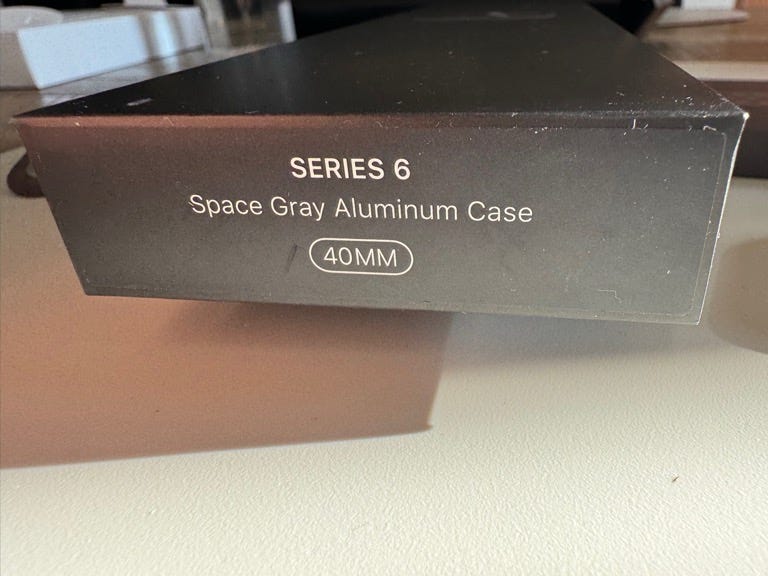 SERIES 6
Space Gray Aluminum Case
40MM